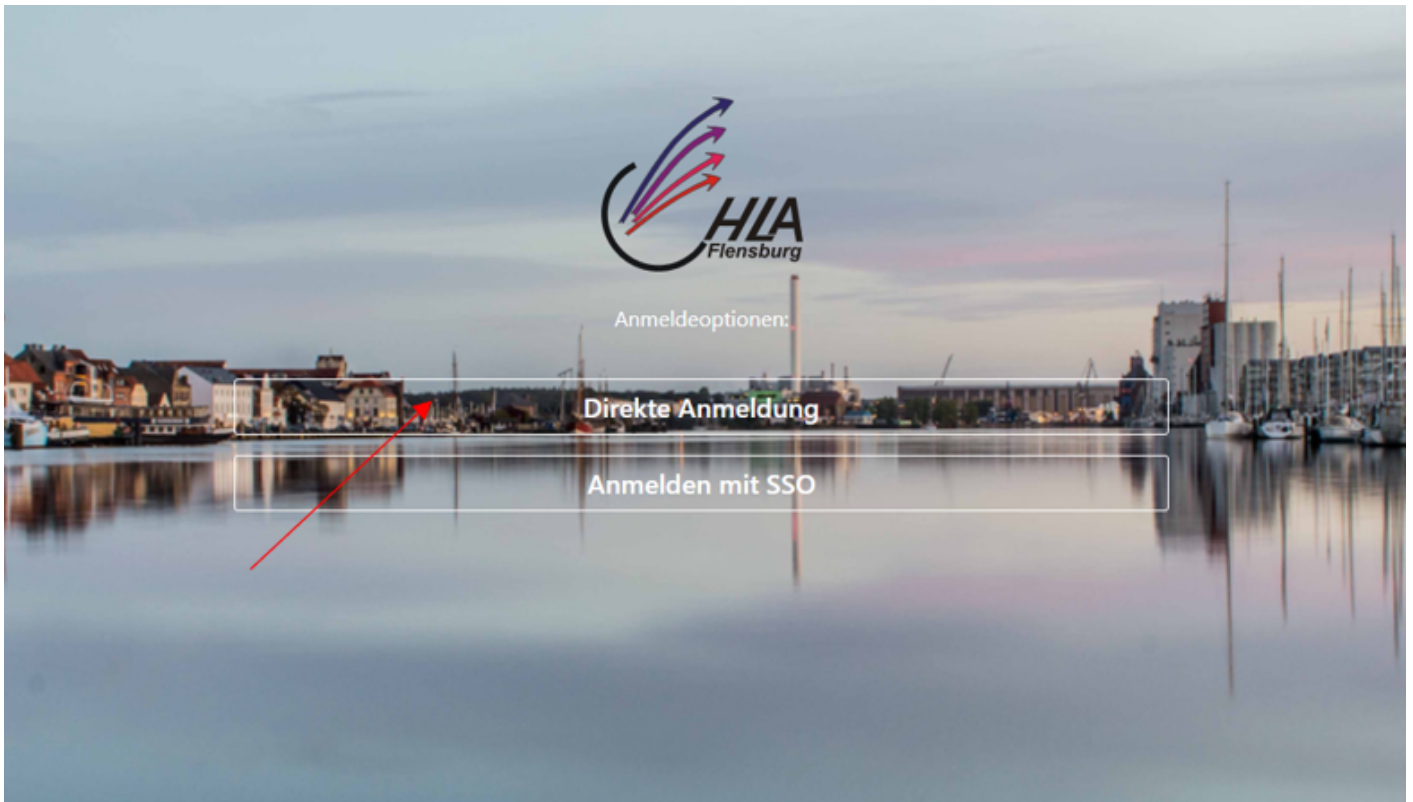 HLA
Flensburg
Anmeldeoptionen:
Direkte Anmeldung
Anmelden mit SSO